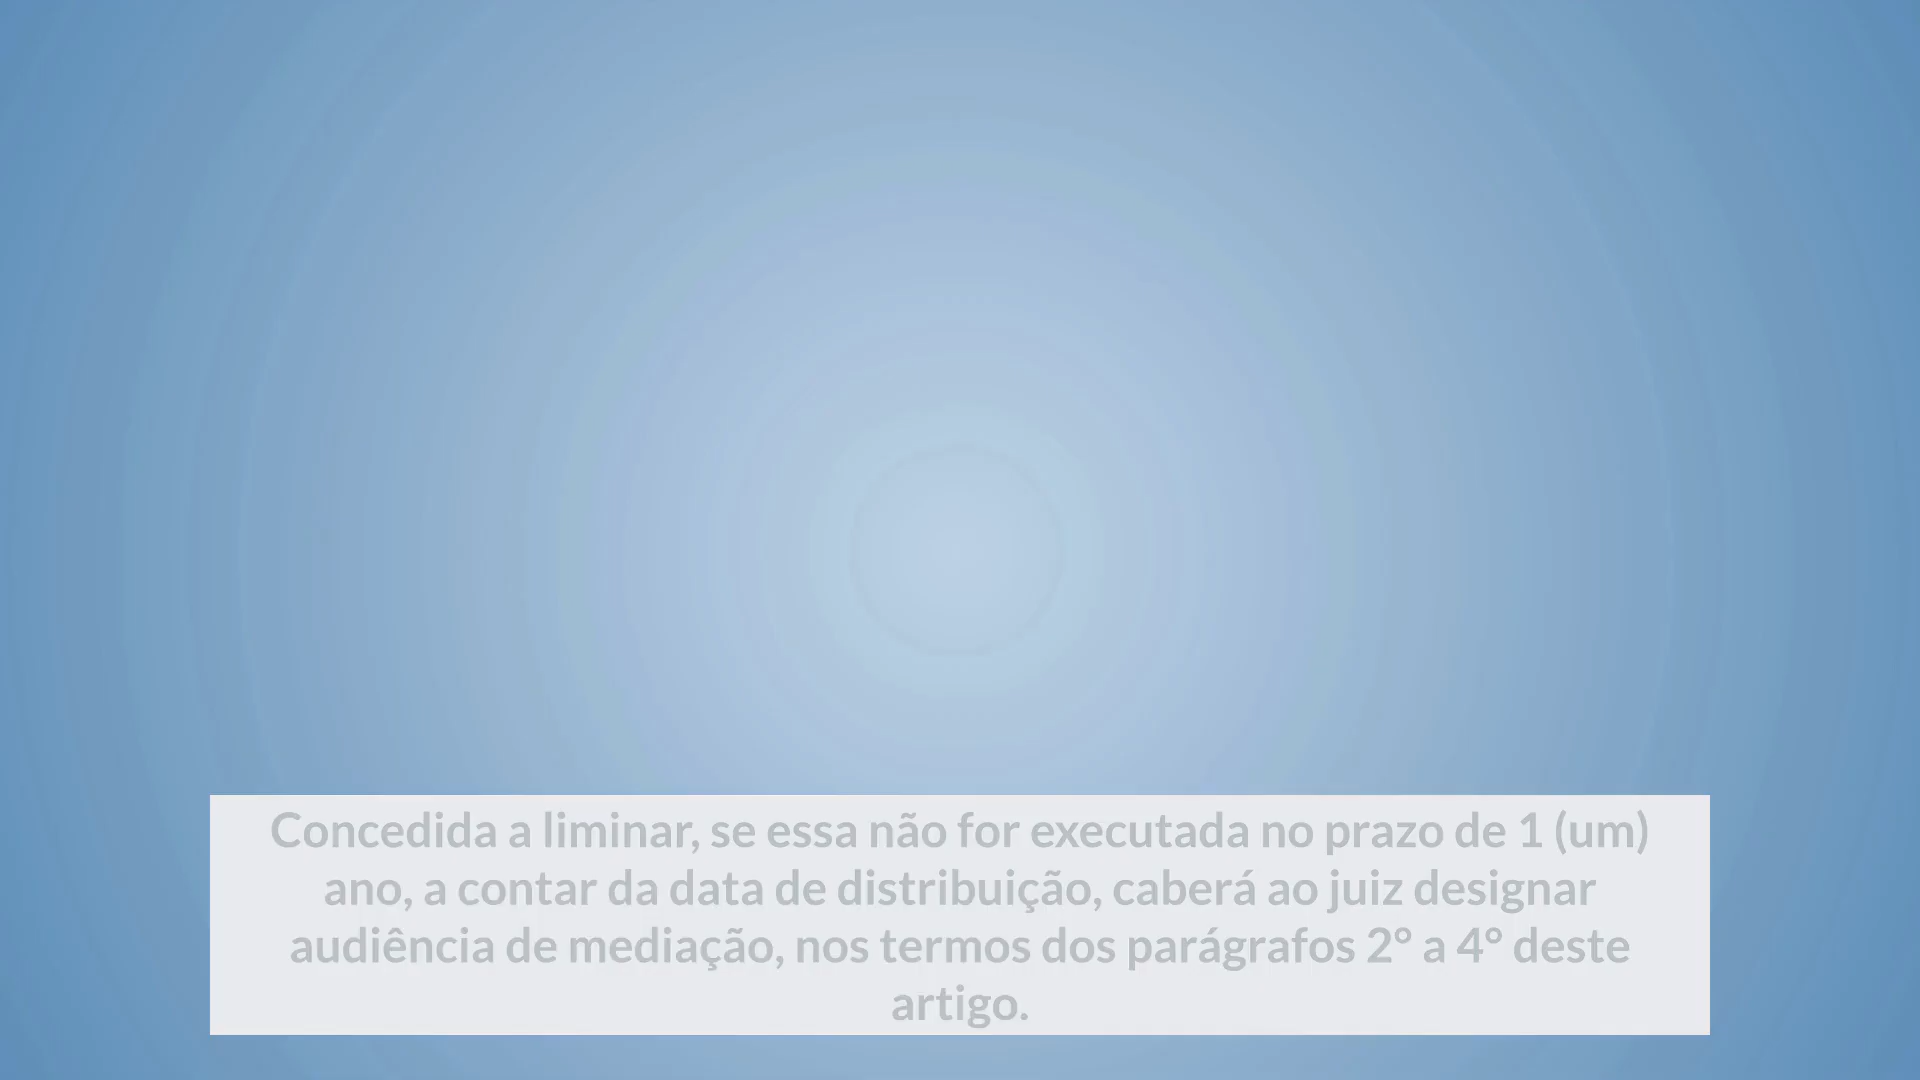 Concedida a liminar, se essa não for executada no prazo de 1 (um)
ano, a contar da data de distribuição, caberá ao juiz designar
audiência de mediação, nos termos dos parágrafos 2° a 4° deste
artigo.